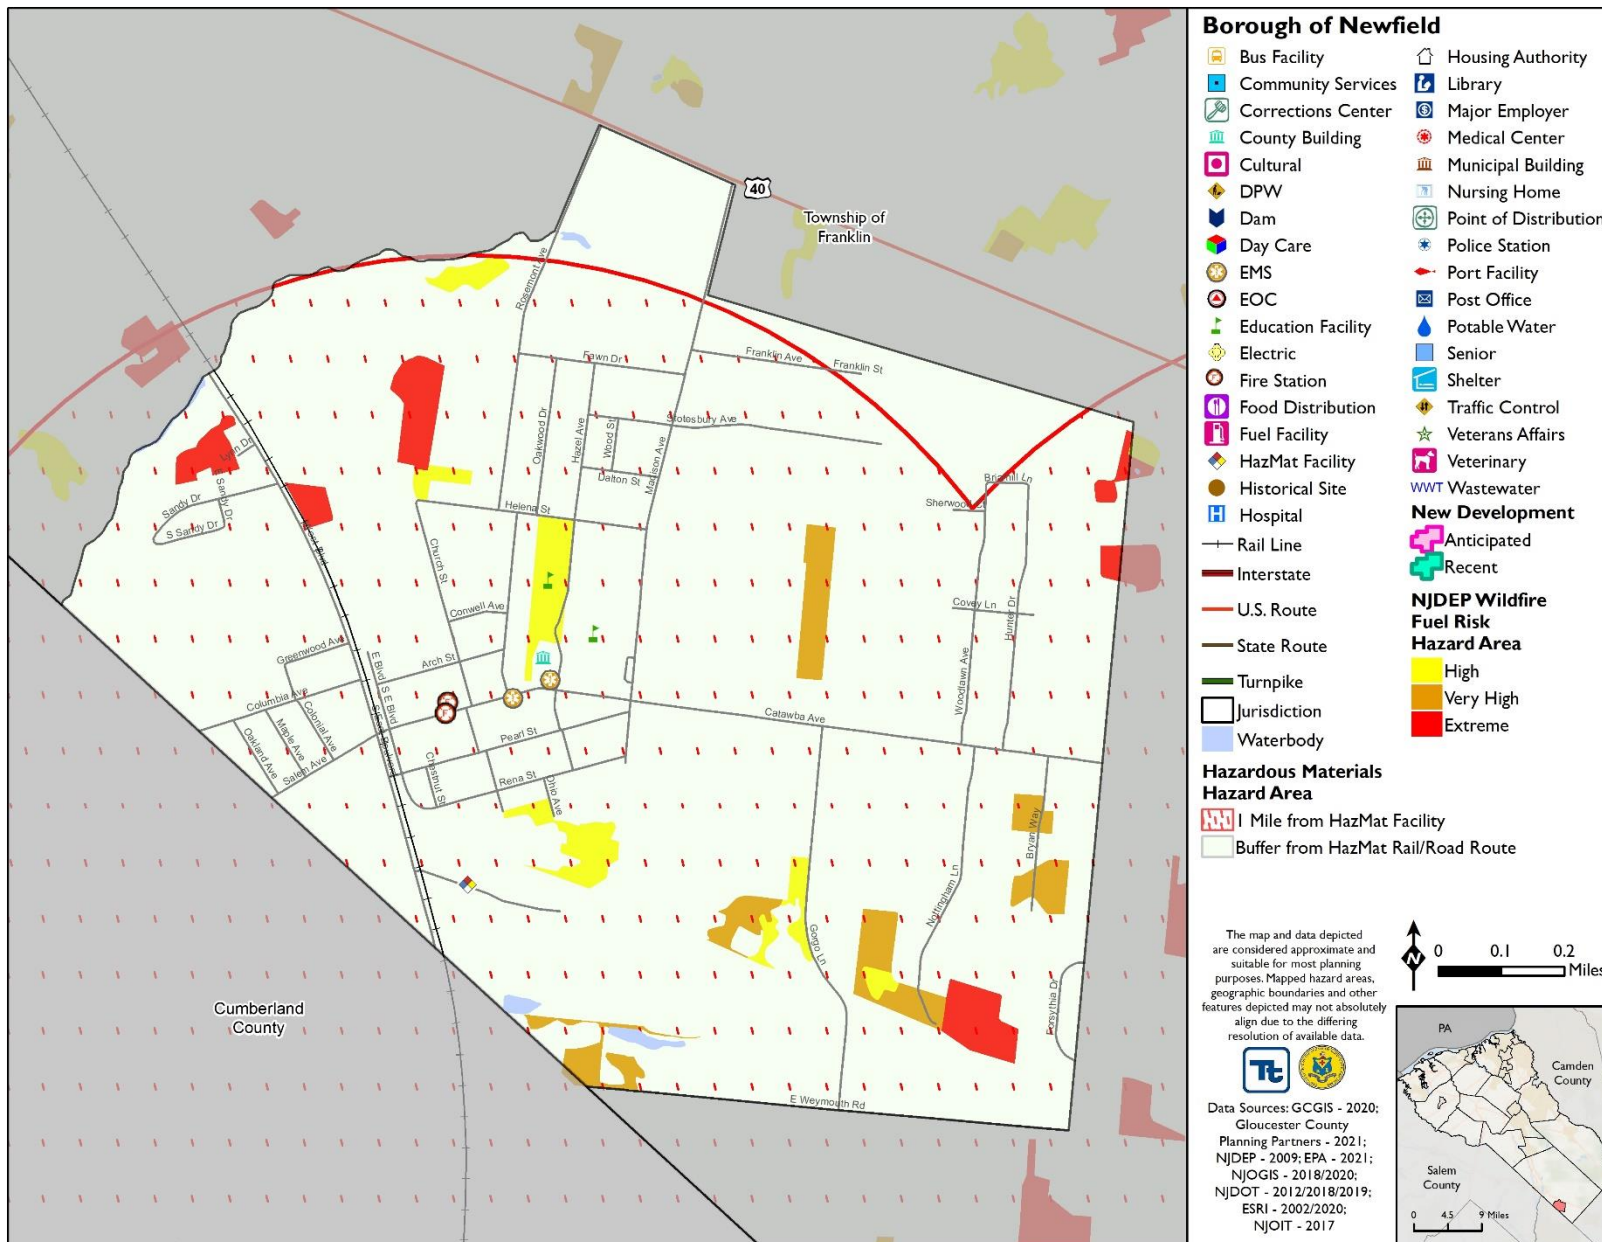 Borough of Newfield
Bus Facility
Community Services
Corrections Center
County Building
Cultural
DPW
Dam
Day Care
EMS
EOC
Education Facility
Electric
Fire Station
Food Distribution
Fuel Facility
HazMat Facility
Historical Site
Hospital
Rail Line
Interstate
U.S. Route
State Route
Turnpike
Jurisdiction
Waterbody
Hazardous Materials
Hazard Area
1 Mile from HazMat Facility
Buffer from HazMat Rail/Road Route
Housing Authority
Library
Major Employer
Medical Center
Municipal Building
Nursing Home
Point of Distribution
Police Station
Port Facility
Post Office
Potable Water
Senior
Shelter
Traffic Control
Veterans Affairs
Veterinary
WWT Wastewater
New Development
Anticipated
Recent
NJDEP Wildfire
Fuel Risk
Hazard Area
High
Very High
Extreme
40
Township of
Franklin
Rosemont Ave
Fawn Dr
Franklin Ave
Franklin St
Oakwood Dr
Hazel Ave
Wood St
Stotesbury Ave
Madison Ave
Dalton St
Helena St
Lynn Dr
E Sandy Dr
Sandy Dr
S Sandy Dr
West Blvd
Church St
Conwell Ave
Briarhill Ln
Covey Ln
Hunter Dr
Woodlawn Ave
Greenwood Ave
Arch St
E Blvd
S E Blvd
Columbia Ave
Colonial Ave
Maple Ave
Oakland Ave
Salem Ave
Catawba Ave
Pearl St
Rena St
Chestnut St
Ohio Ave
Bryan Way
Nottingham Ln
Gorgo Ln
Forsythia Dr
E Weymouth Rd
Cumberland
County
The map and data depicted
are considered approximate and
suitable for most planning
purposes. Mapped hazard areas,
geographic boundaries and other
features depicted may not absolutely
align due to the differing
resolution of available data.
N
0 0.1 0.2
Miles
Tt
Data Sources: GCGIS - 2020;
Gloucester County
Planning Partners - 2021;
NJDEP - 2009; EPA - 2021;
NJOGIS - 2018/2020;
NJDOT - 2012/2018/2019;
ESRI - 2002/2020;
NJOIT - 2017
PA
Camden
County
Salem
County
0 4.5 9 Miles